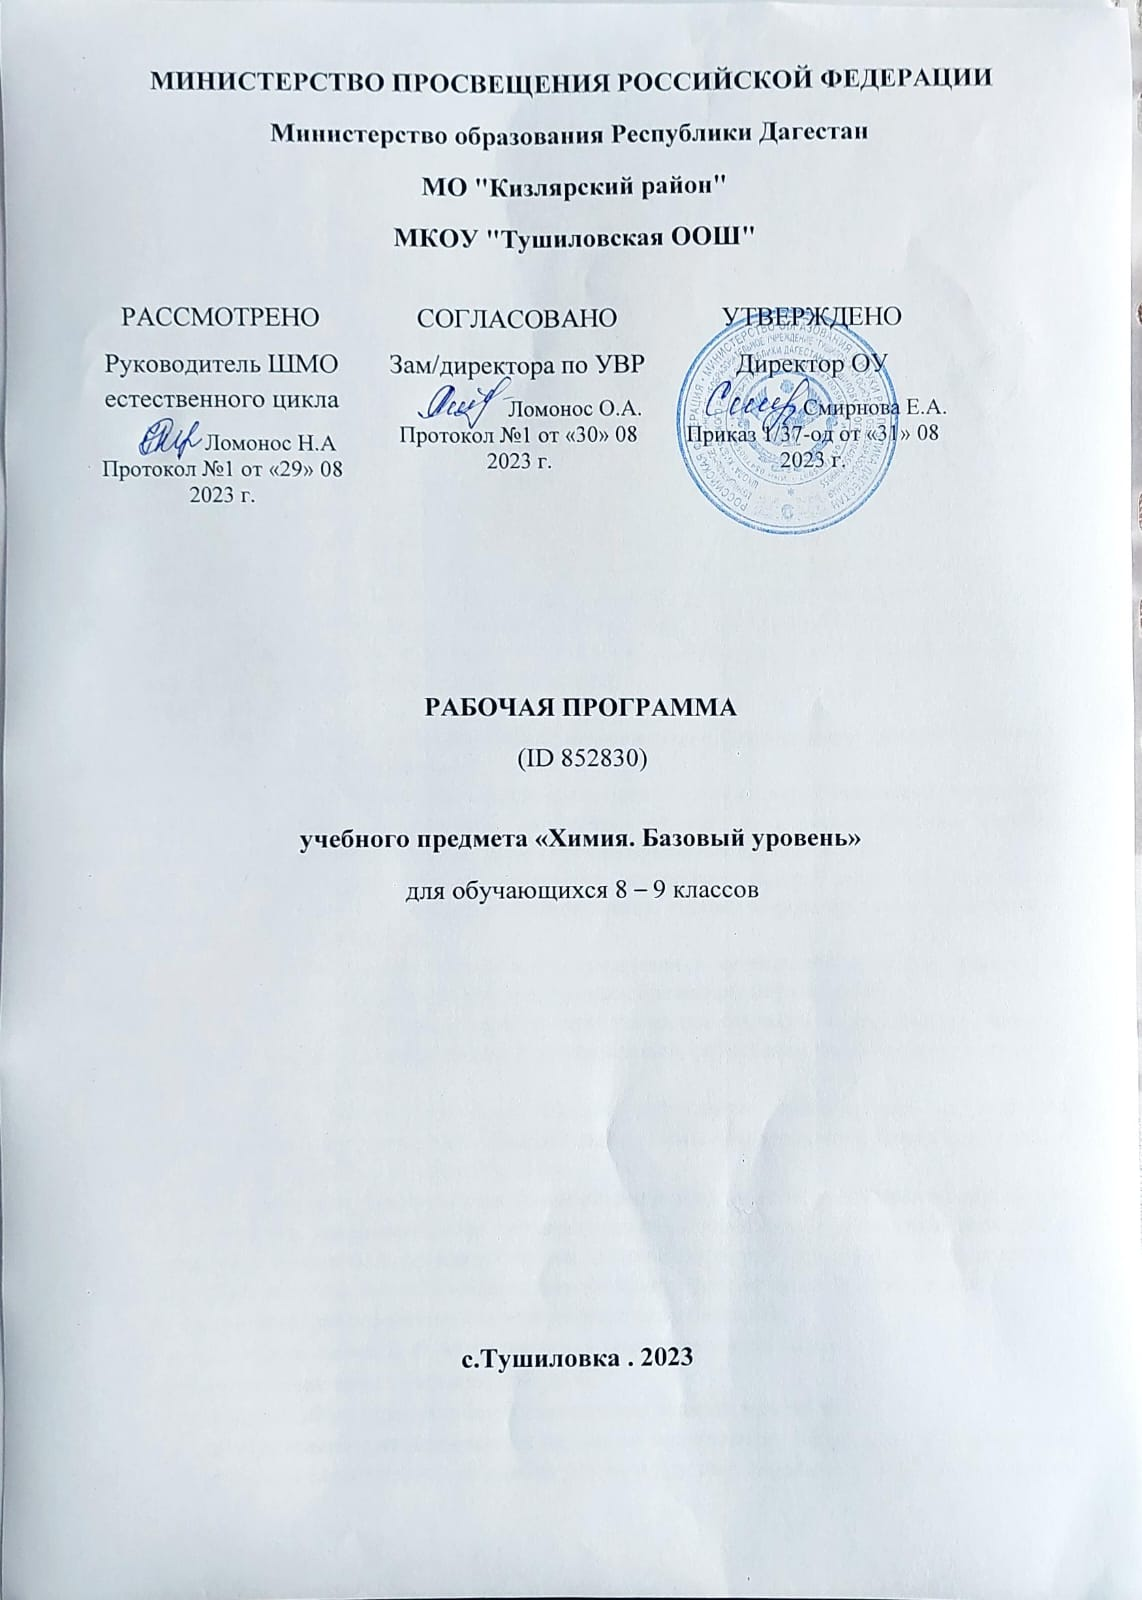 МИНИСТЕРСТВО ПРОСВЕЩЕНИЯ РОССИЙСКОЙ ФЕДЕРАЦИИ
Министерство образования Республики Дагестан
МО "Кизлярский район"
МКОУ "Тушиловская ООШ"
РАССМОТРЕНО
Руководитель ШМО
естественного цикла
Ломонос Н.А
Протокол №1 от «29» 08
2023 г.
СОГЛАСОВАНО
Зам/директора по УВР
Ломонос О.А.
Протокол №1 от «30» 08
2023 г.
УТВЕРЖДЕНО
Директор ОУ
Смирнова Е.А.
Приказ 1/37-од от «31» 08
2023 г.
РАБОЧАЯ ПРОГРАММА
(ID 852830)
учебного предмета «Химия. Базовый уровень»
для обучающихся 8 – 9 классов
с.Тушиловка . 2023